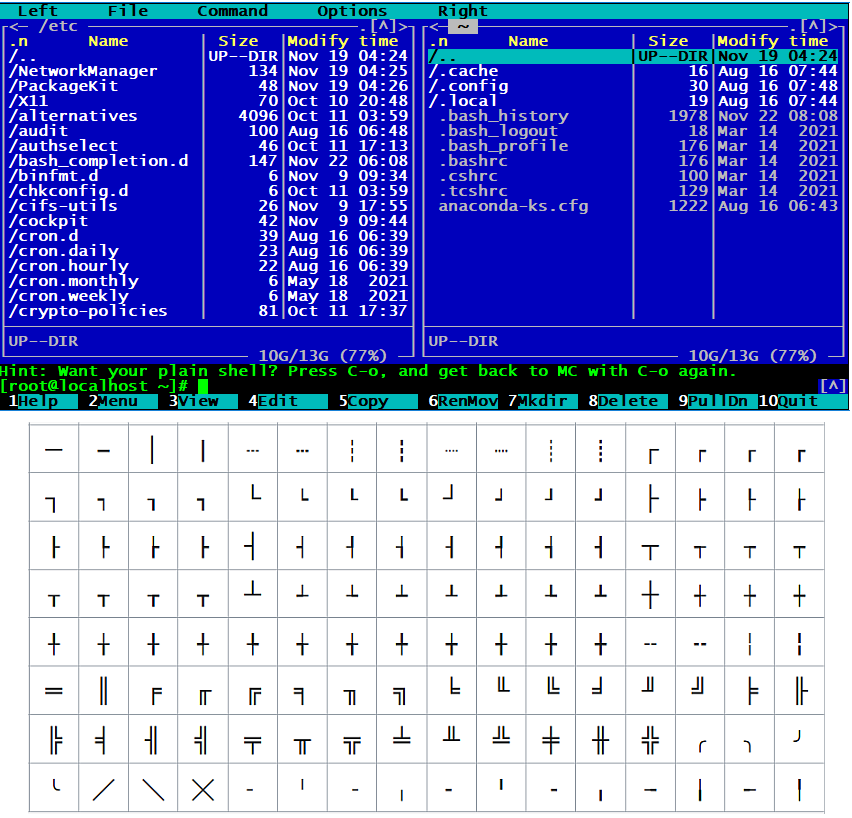 Left File Command Options Right
<─ /etc .[^]> <─ ~ .[^]>
.n Name Size Modify time .n Name Size Modify time
/.. UP--DIR Nov 19 04:24 /.. UP--DIR Nov 19 04:24
/NetworkManager 134 Nov 19 04:25 /.cache 16 Aug 16 07:44
/PackageKit 48 Nov 19 04:26 /.config 30 Aug 16 07:48
/X11 70 Oct 10 20:48 /.local 19 Aug 16 07:44
/alternatives 4096 Oct 11 03:59 .bash_history 1978 Nov 22 08:08
/audit 100 Aug 16 06:48 .bash_logout 18 Mar 14 2021
/authselect 46 Oct 11 17:13 .bash_profile 176 Mar 14 2021
/bash_completion.d 147 Nov 22 06:08 .bashrc 176 Mar 14 2021
/binfmt.d 6 Nov 9 09:34 .cshrc 100 Mar 14 2021
/chkconfig.d 6 Oct 11 03:59 .tcshrc 129 Mar 14 2021
/cifs-utils 26 Nov 9 17:55 anaconda-ks.cfg 1222 Aug 16 06:43
/cockpit 42 Nov 9 09:44
/cron.d 39 Aug 16 06:39
/cron.daily 23 Aug 16 06:39
/cron.hourly 22 Aug 16 06:39
/cron.monthly 6 May 18 2021
/cron.weekly 6 May 18 2021
/crypto-policies 81 Oct 11 17:37
UP--DIR UP--DIR
10G/13G (77%) 10G/13G (77%)
Hint: Want your plain shell? Press C-o, and get back to MC with C-o again.
[root@localhost ~]# [^]
1Help 2Menu 3View 4Edit 5Copy 6RenMov 7Mkdir 8Delete 9PullDn 10Quit
─ ━ │ ┃ ┄ ┅ ┆ ┇ ┈ ┉ ┊ ┋ ┌ ┍ ┎ ┏
┐ ┑ ┒ ┓ └ ┕ ┖ ┗ ┘ ┙ ┚ ┛ ├ ┝ ┞ ┟
┠ ┡ ┢ ┣ ┤ ┥ ┦ ┧ ┨ ┩ ┪ ┫ ┬ ┭ ┮ ┯
┰ ┱ ┲ ┳ ┴ ┵ ┶ ┷ ┸ ┹ ┺ ┻ ┼ ┽ ┾ ┿
╀ ╁ ╂ ╃ ╄ ╅ ╆ ╇ ╈ ╉ ╊ ╋ ╌ ╍ ╎ ╏
═ ║ ╒ ╓ ╔ ╕ ╖ ╗ ╘ ╙ ╚ ╛ ╜ ╝ ╞ ╟
╠ ╡ ╢ ╣ ╤ ╥ ╦ ╧ ╨ ╩ ╪ ╫ ╬ ╭ ╮ ╯
╰ ╱ ╲ ╳ ╴ ╵ ╶ ╷ ╸ ╹ ╺ ╻ ╼ ╽ ╾ ╿